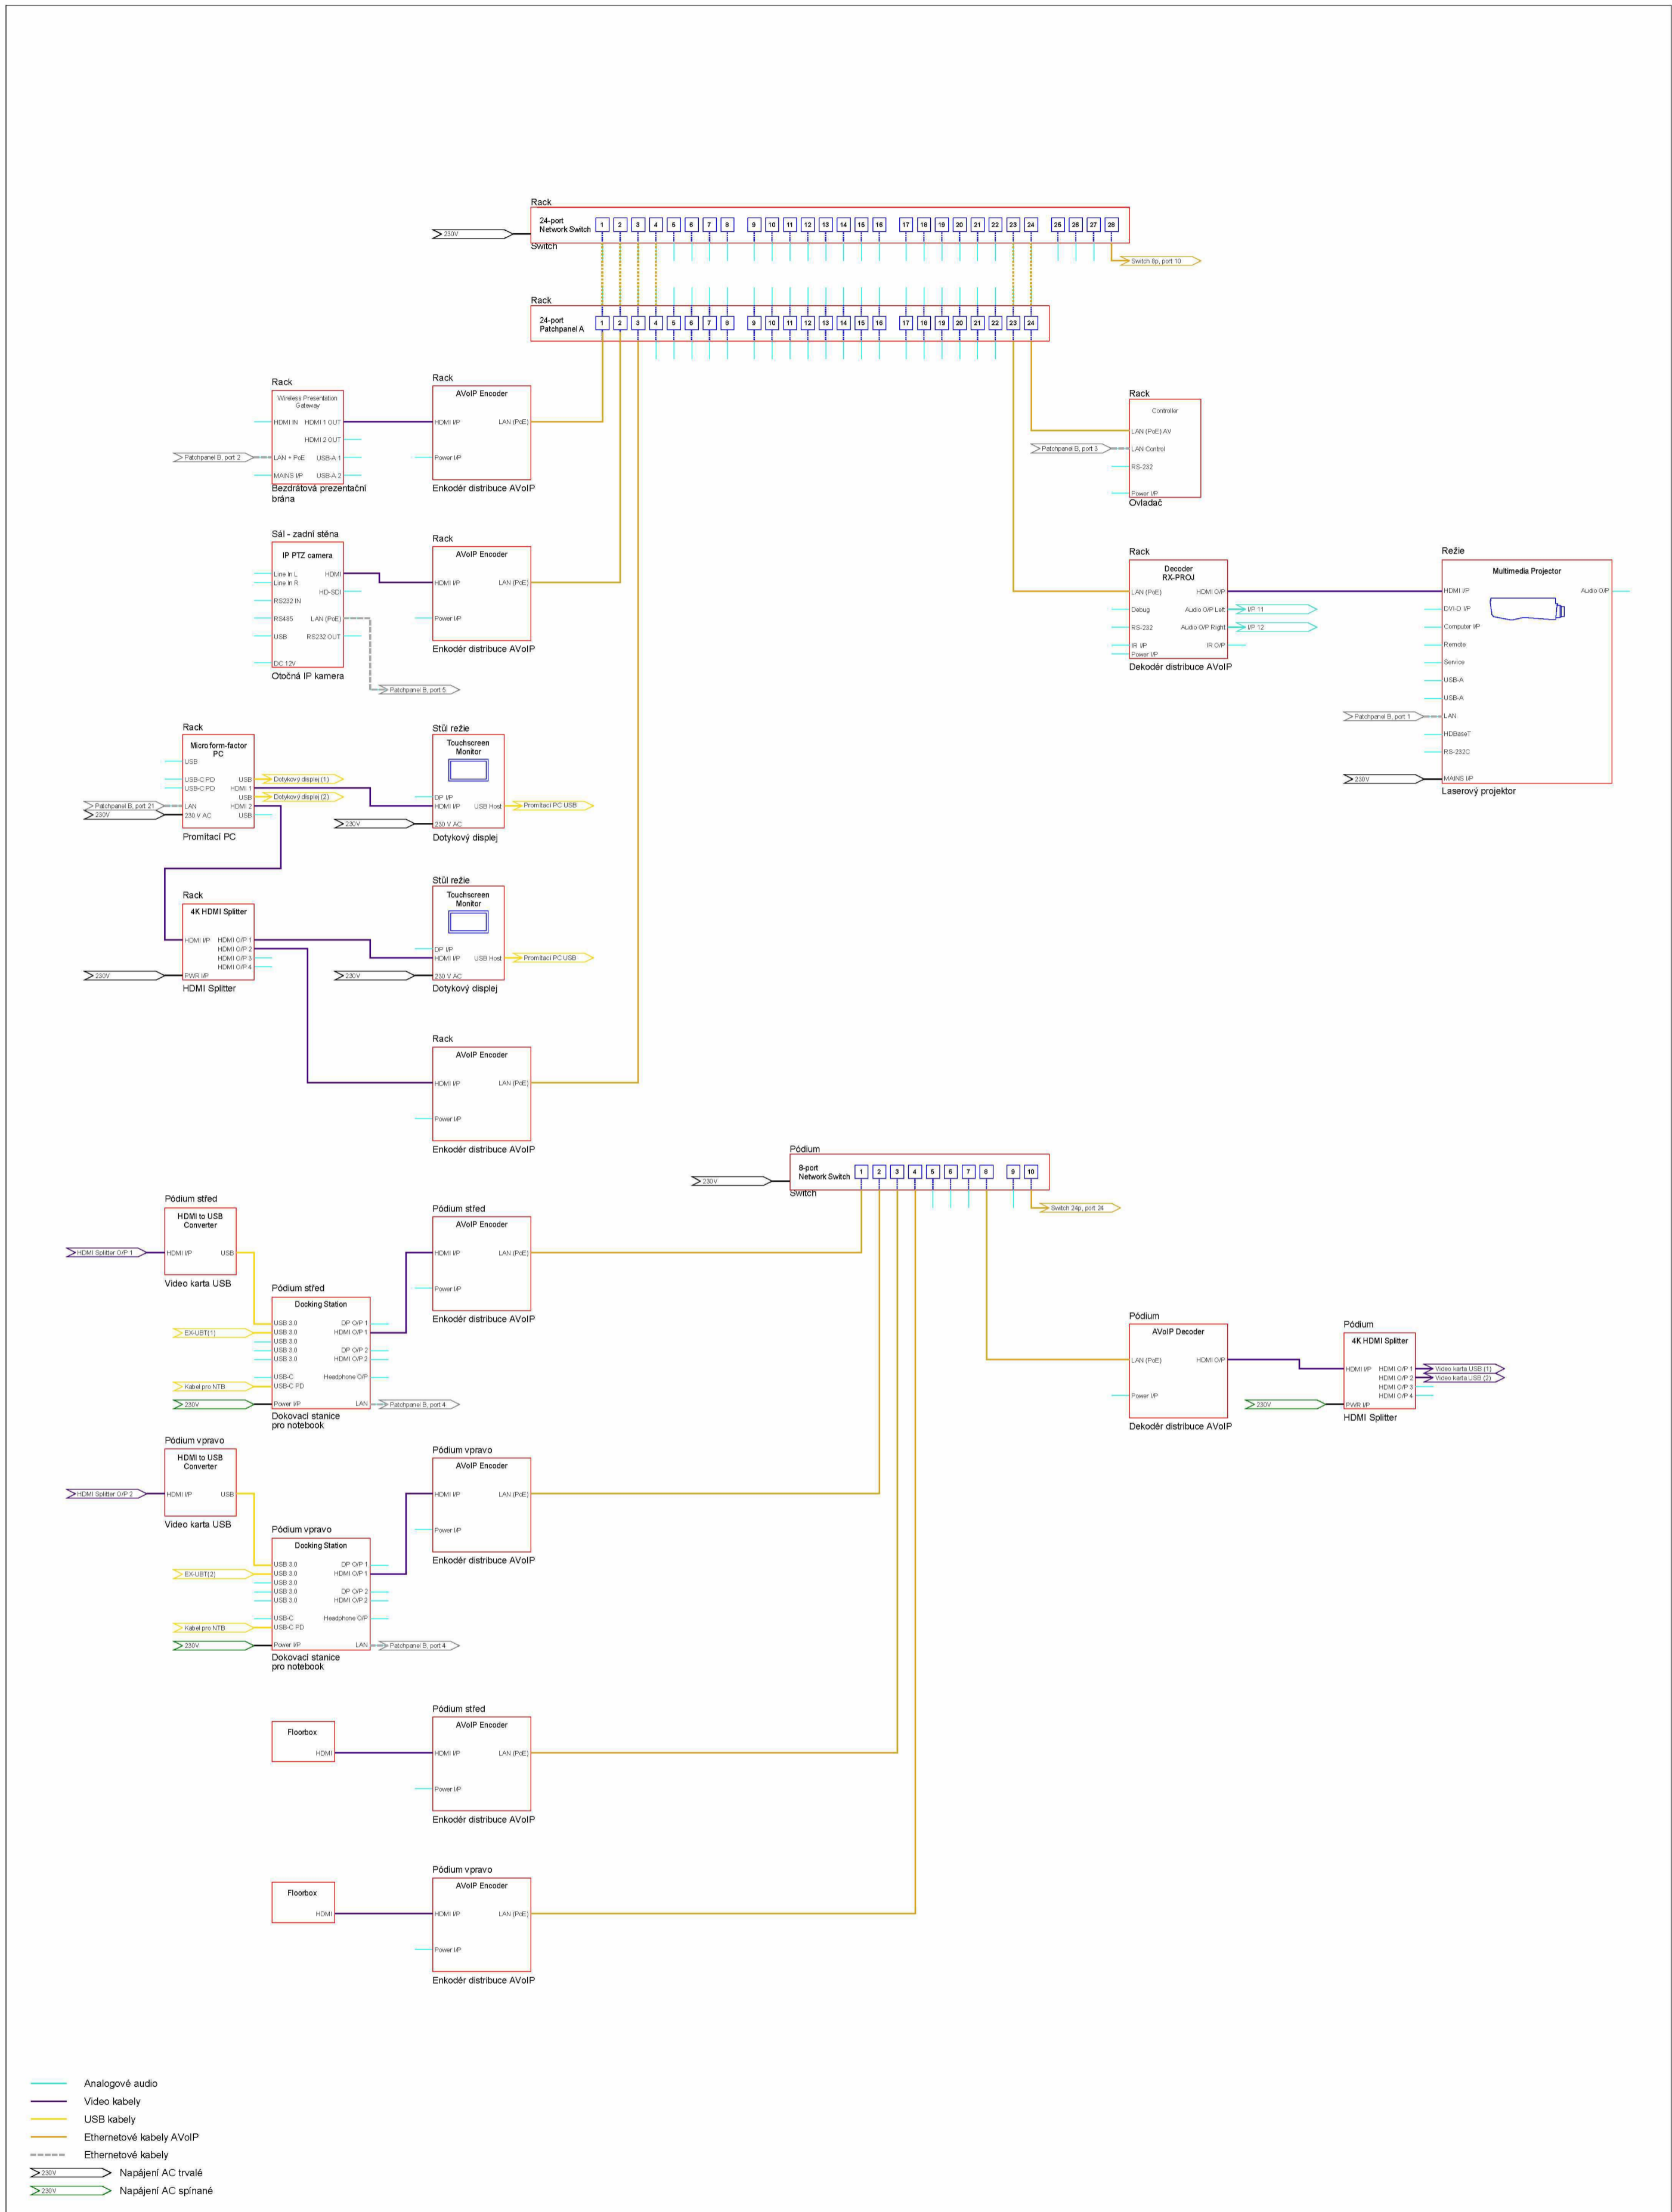 Rack
24-port
Network Switch
1 2 3 4 5 6 7 8 9 10 11 12 13 14 15 16 17 18 19 20 21 22 23 24 25 26 27 28
230V
Switch
Switch 8p, port 10
Rack
24-port
Patchpanel A
1 2 3 4 5 6 7 8 9 10 11 12 13 14 15 16 17 18 19 20 21 22 23 24
Rack
Wireless Presentation
Gateway
HDMI IN HDMI 1 OUT
HDMI 2 OUT
Patchpanel B, port 2
LAN + PoE USB-A 1
MAINS I/P USB-A 2
Bezdrátová prezentační
brána
Rack
AVoIP Encoder
HDMI I/P LAN (PoE)
Power I/P
Enkodér distribuce AVoIP
Rack
Controller
LAN (PoE) AV
Patchpanel B, port 3
LAN Control
RS-232
Power I/P
Ovladač
Sál - zadní stěna
IP PTZ camera
Line In L HDMI
Line In R
HD-SDI
RS232 IN
RS485 LAN (PoE)
USB RS232 OUT
DC 12V
Otočná IP kamera
Patchpanel B, port 5
Rack
AVoIP Encoder
HDMI I/P LAN (PoE)
Power I/P
Enkodér distribuce AVoIP
Rack
Decoder
RX-PROJ
LAN (PoE) HDMI O/P
Debug Audio O/P Left
I/P 11
RS-232 Audio O/P Right
I/P 12
IR I/P IR O/P
Power I/P
Dekodér distribuce AVoIP
Režie
Multimedia Projector
HDMI I/P Audio O/P
DVI-D I/P
Computer I/P
Remote
Service
USB-A
USB-A
Patchpanel B, port 1
LAN
HDBaseT
RS-232C
230V
MAINS I/P
Laserový projektor
Rack
Micro form-factor
PC
USB
USB-C PD USB
Dotykový displej (1)
USB-C PD HDMI 1
USB
Dotykový displej (2)
Patchpanel B, port 21
LAN HDMI 2
230V
230 V AC USB
Promítací PC
Stůl režie
Touchscreen
Monitor
DP I/P
HDMI I/P USB Host
Promítací PC USB
230V
230 V AC
Dotykový displej
Rack
4K HDMI Splitter
HDMI I/P HDMI O/P 1
HDMI O/P 2
HDMI O/P 3
HDMI O/P 4
230V
PWR I/P
HDMI Splitter
Stůl režie
Touchscreen
Monitor
DP I/P
HDMI I/P USB Host
Promítací PC USB
230V
230 V AC
Dotykový displej
Rack
AVoIP Encoder
HDMI I/P LAN (PoE)
Power I/P
Enkodér distribuce AVoIP
Pódium
8-port
Network Switch
1 2 3 4 5 6 7 8 9 10
230V
Switch
Switch 24p, port 24
Pódium střed
HDMI to USB
Converter
HDMI Splitter O/P 1
HDMI I/P USB
Video karta USB
Pódium střed
AVoIP Encoder
HDMI I/P LAN (PoE)
Power I/P
Enkodér distribuce AVoIP
Pódium střed
Docking Station
USB 3.0 DP O/P 1
EX-UBT(1)
USB 3.0 HDMI O/P 1
USB 3.0
USB 3.0 DP O/P 2
USB 3.0 HDMI O/P 2
USB-C Headphone O/P
Kabel pro NTB
USB-C PD
230V
Power I/P LAN
Patchpanel B, port 4
Dokovací stanice
pro notebook
Pódium
AVoIP Decoder
LAN (PoE) HDMI O/P
Power I/P
Dekodér distribuce AVoIP
Pódium
4K HDMI Splitter
HDMI I/P HDMI O/P 1
Video karta USB (1)
HDMI O/P 2
Video karta USB (2)
HDMI O/P 3
HDMI O/P 4
230V
PWR I/P
HDMI Splitter
Pódium vpravo
HDMI to USB
Converter
HDMI Splitter O/P 2
HDMI I/P USB
Video karta USB
Pódium vpravo
AVoIP Encoder
HDMI I/P LAN (PoE)
Power I/P
Enkodér distribuce AVoIP
Pódium vpravo
Docking Station
USB 3.0 DP O/P 1
EX-UBT(2)
USB 3.0 HDMI O/P 1
USB 3.0
USB 3.0 DP O/P 2
USB 3.0 HDMI O/P 2
USB-C Headphone O/P
Kabel pro NTB
USB-C PD
230V
Power I/P LAN
Patchpanel B, port 4
Dokovací stanice
pro notebook
Floorbox
HDMI
Pódium střed
AVoIP Encoder
HDMI I/P LAN (PoE)
Power I/P
Enkodér distribuce AVoIP
Floorbox
HDMI
Pódium vpravo
AVoIP Encoder
HDMI I/P LAN (PoE)
Power I/P
Enkodér distribuce AVoIP
Analogové audio
Video kabely
USB kabely
Ethernetové kabely AVoIP
Ethernetové kabely
230V Napájení AC trvalé
230V Napájení AC spínané